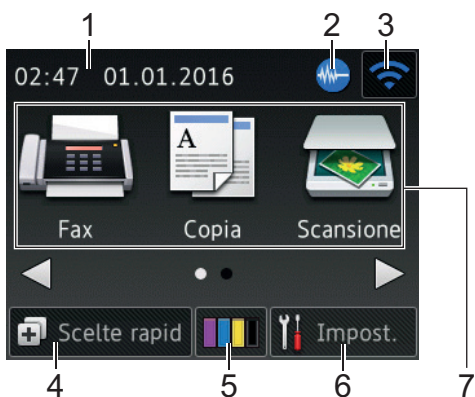 1 2 3
02:47 01.01.2016
A
Fax Copia Scansione
Scelte rapid Impost.
4 5 6 7